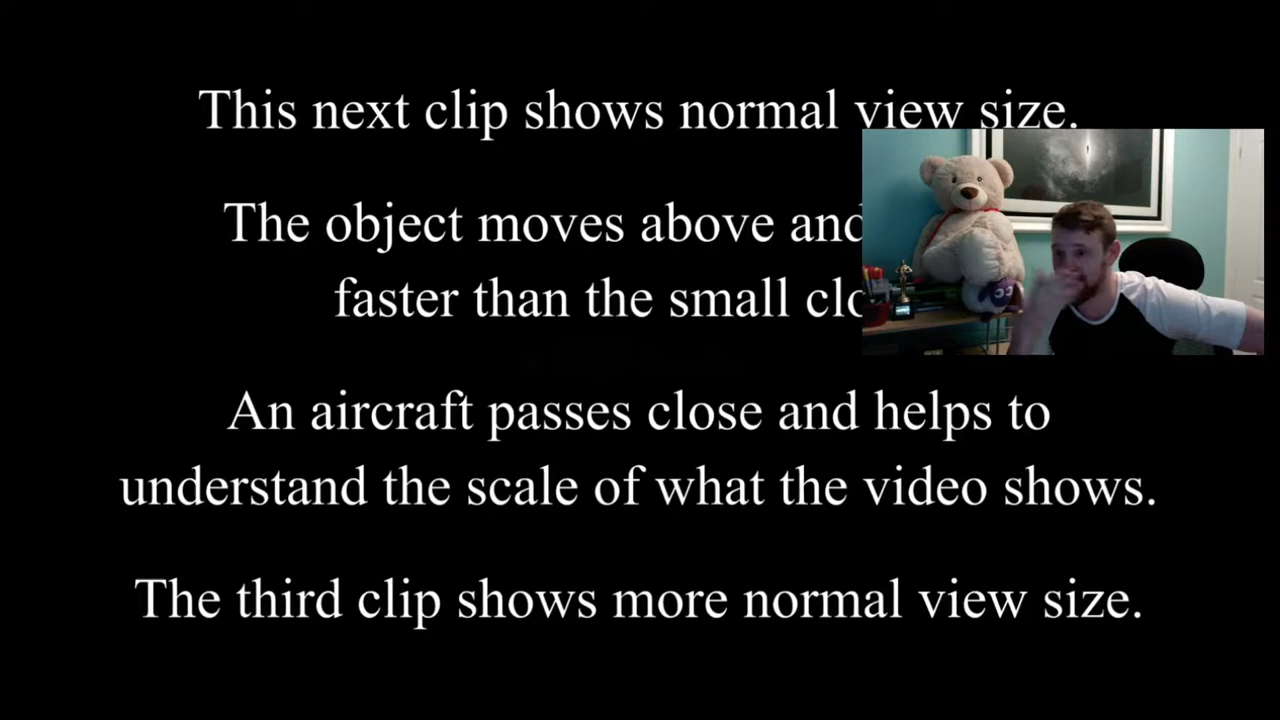 This next clip shows normal view size.
The object moves above and
faster than the small
An aircraft passes close and helps to
understand the scale of what the video shows.
The third clip shows more normal view size.